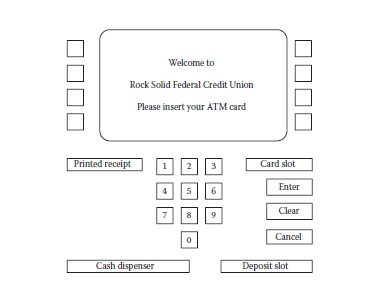 Welcome to
Rock Solid Federal Credit Union
Please insert your ATM card
Printed receipt
1 2 3
Card slot
4 5 6
Enter
7 8 9
Clear
0
Cancel
Cash dispenser
Deposit slot